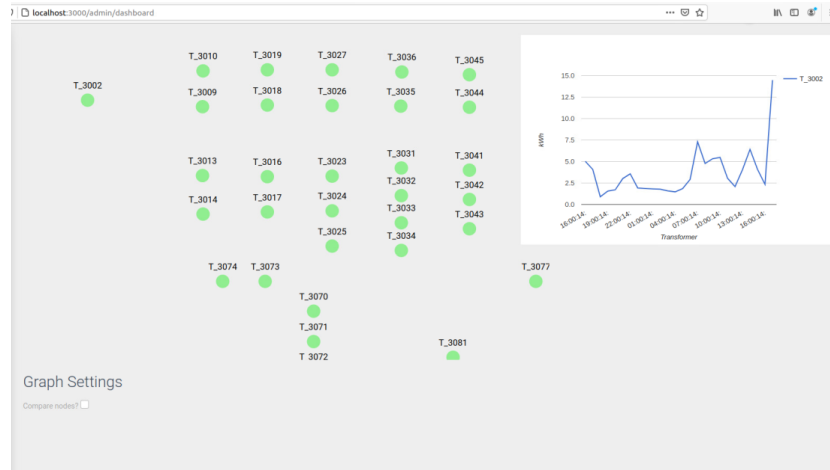 localhost:3000/admin/dashboard
T_3002
T_3010
T_3019
T_3027
T_3036
T_3045
T_3009
T_3018
T_3026
T_3035
T_3044
T_3013
T_3016
T_3023
T_3031
T_3041
T_3032
T_3042
T_3014
T_3017
T_3024
T_3033
T_3043
T_3025
T_3034
T_3074
T_3073
T_3077
T_3070
T_3071
T_3072
T_3081
15.0
12.5
10.0
7.5
5.0
2.5
0.0
kWh
T_3002
16:00:14:
19:00:14:
22:00:14:
01:00:14:
04:00:14:
07:00:14:
10:00:14:
13:00:14:
16:00:14:
Transformer
Graph Settings
Compare nodes?